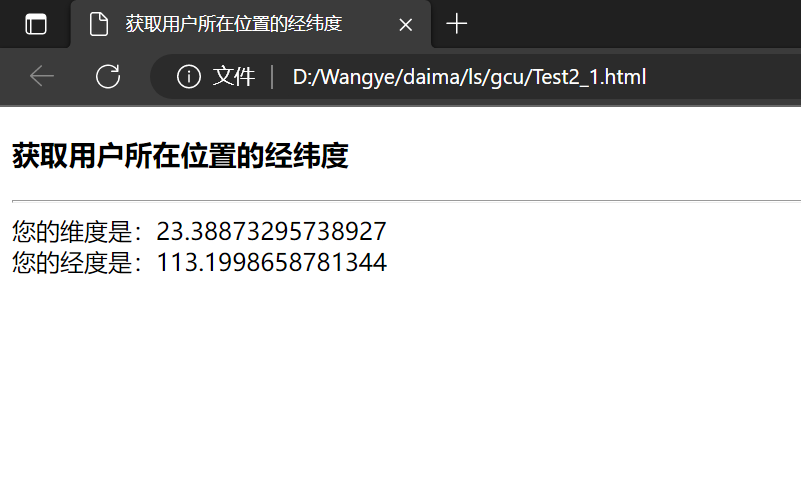 获取用户所在位置的经纬度
文件 D:/Wangye/daima/ls/gcu/Test2_1.html
获取用户所在位置的经纬度
您的维度是：23.38873295738927
您的经度是：113.1998658781344